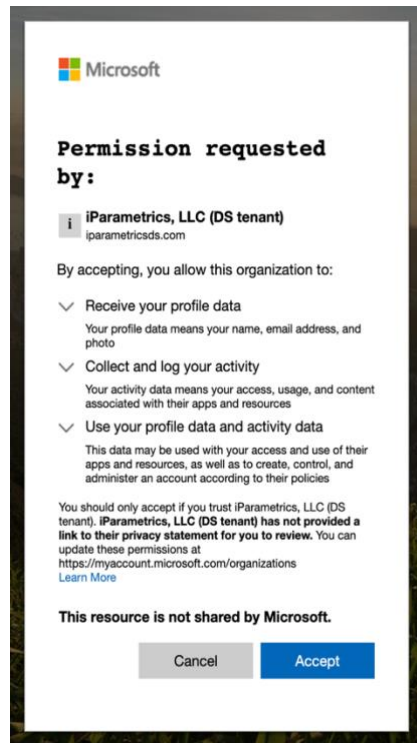 Microsoft
Permission requested
by:
i
iParametrics, LLC (DS tenant)
iparametricsds.com
By accepting, you allow this organization to:
Receive your profile data
Your profile data means your name, email address, and
photo
Collect and log your activity
Your activity data means your access, usage, and content
associated with their apps and resources
Use your profile data and activity data
This data may be used with your access and use of their
apps and resources, as well as to create, control, and
administer an account according to their policies
You should only accept if you trust iParametrics, LLC (DS
tenant). iParametrics, LLC (DS tenant) has not provided a
link to their privacy statement for you to review. You can
update these permissions at
https://myaccount.microsoft.com/organizations
Learn More
This resource is not shared by Microsoft.
Cancel Accept